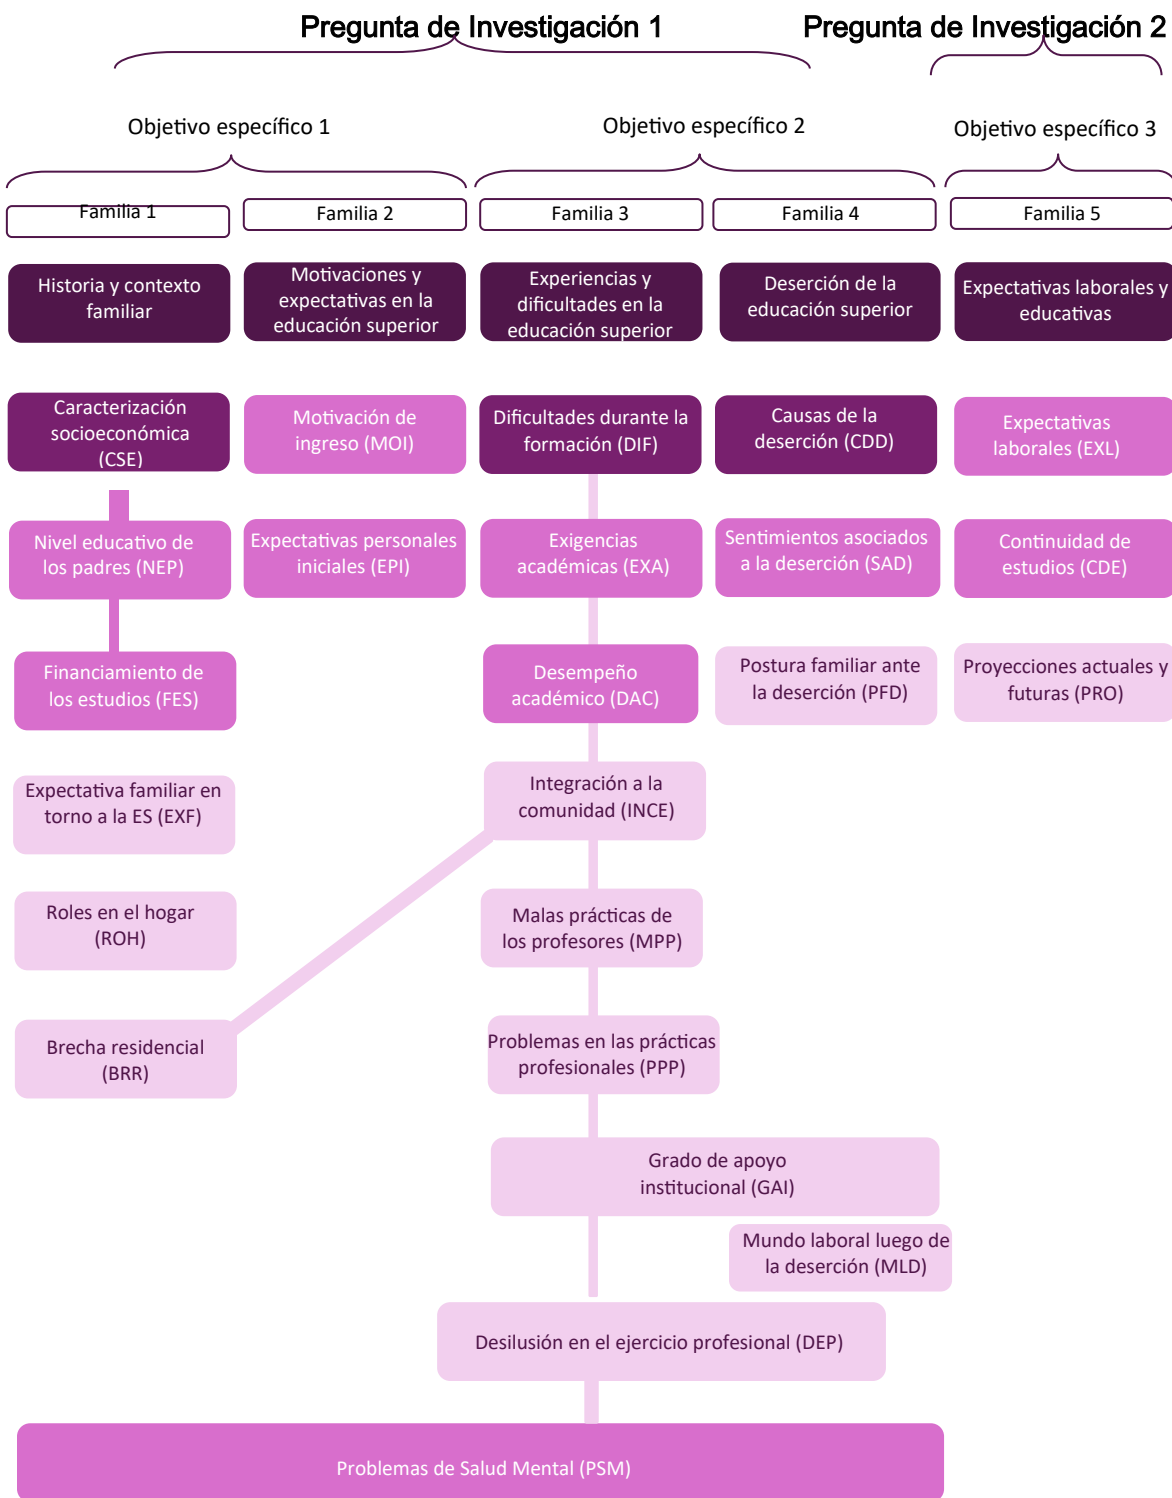 Pregunta de Investigación 1
Pregunta de Investigación 2
Objetivo específico 1
Objetivo específico 2
Objetivo específico 3
Familia 1
Familia 2
Familia 3
Familia 4
Familia 5
Historia y contexto
familiar
Motivaciones y
expectativas en la
educación superior
Experiencias y
dificultades en la
educación superior
Deserción de la
educación superior
Expectativas laborales y
educativas
Caracterización
socioeconómica
(CSE)
Motivación de
ingreso (MOI)
Dificultades durante la
formación (DIF)
Causas de la
deserción (CDD)
Expectativas
laborales (EXL)
Nivel educativo de
los padres (NEP)
Expectativas personales
iniciales (EPI)
Exigencias
académicas (EXA)
Sentimientos asociados
a la deserción (SAD)
Continuidad de
estudios (CDE)
Financiamiento de
los estudios (FES)
Desempeño
académico (DAC)
Postura familiar ante
la deserción (PFD)
Proyecciones actuales y
futuras (PRO)
Expectativa familiar en
torno a la ES (EXF)
Integración a la
comunidad (INCE)
Roles en el hogar
(ROH)
Malas prácticas de
los profesores (MPP)
Brecha residencial
(BRR)
Problemas en las prácticas
profesionales (PPP)
Grado de apoyo
institucional (GAI)
Mundo laboral luego de
la deserción (MLD)
Desilusión en el ejercicio profesional (DEP)
Problemas de Salud Mental (PSM)